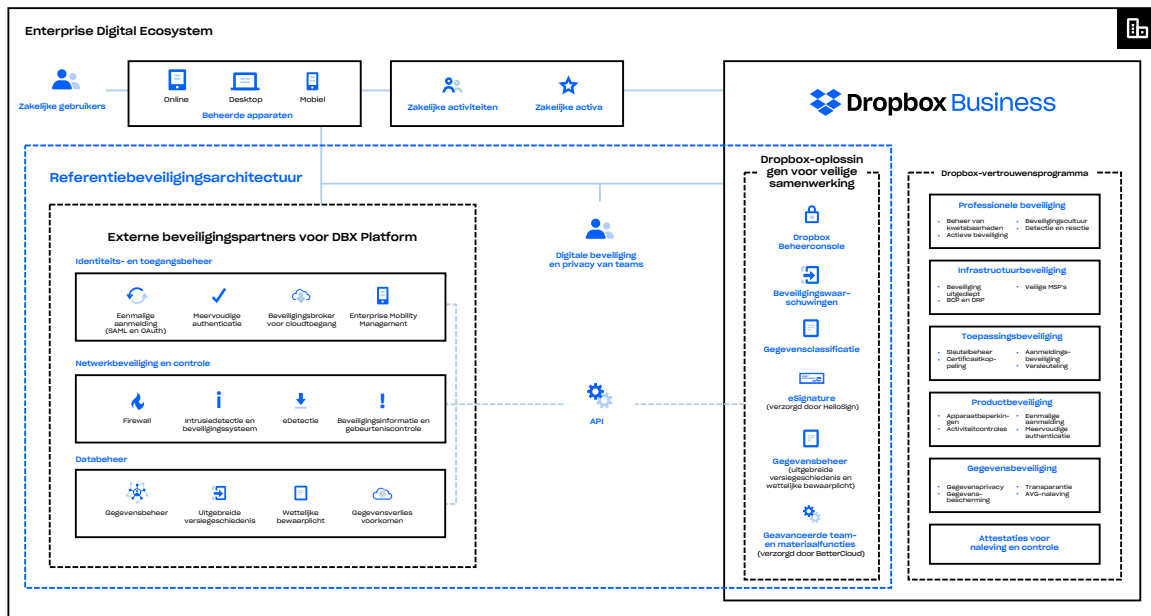 Enterprise Digital Ecosystem
Zakelijke gebruikers
Online
Desktop
Mobiel
Beheerde apparaten
Zakelijke activiteiten
Zakelijke activa
Dropbox Business
Referentiebeveiligingsarchitectuur
Externe beveiligingspartners voor DBX Platform
Identiteits- en toegangsbeheer
Eenmalige
aanmelding
(SAML en OAuth)
Meervoudige
authenticatie
Beveiligingsbroker
voor cloudtoegang
Enterprise Mobility
Management
Netwerkbeveiliging en controle
Firewall
Intrusiedetectie en
beveiligingssysteem
eDetectie
Beveiligingsinformatie en
gebeurteniscontrole
Databeheer
Gegevensbeheer
Uitgebreide
versiegeschiedenis
Wettelijke
bewaarplicht
Gegevensverlies
voorkomen
Digitale beveiliging
en privacy van teams
API
Dropbox-oplossin
gen voor veilige
samenwerking
Dropbox
Beheerconsole
Beveiligingswaar-
schuwingen
Gegevensclassificatie
eSignature
(verzorgd door HelloSign)
Gegevensbeheer
(uitgebreide
versiegeschiedenis en
wettelijke bewaarplicht)
Geavanceerde team-
en materiaalfuncties
(verzorgd door BetterCloud)
Dropbox-vertrouwensprogramma
Professionele beveiliging
• Beheer van
kwetsbaarheden
• Actieve beveiliging
• Beveiligingscultuur
• Detectie en reactie
Infrastructuurbeveiliging
• Beveiliging
uitgediept
• BCP en DRP
• Veilige MSP's
Toepassingsbeveiliging
• Sleutelbeheer
• Certificaatkop-
peling
• Aanmeldings-
beveiliging
• Versleuteling
Productbeveiliging
• Apparaatbeperkin-
gen
• Activiteitcontroles
• Eenmalige
aanmelding
• Meervoudige
authenticatie
Gegevensbeveiliging
• Gegevensprivacy
• Gegevens-
bescherming
• Transparantie
• AVG-naleving
Attestaties voor
naleving en controle